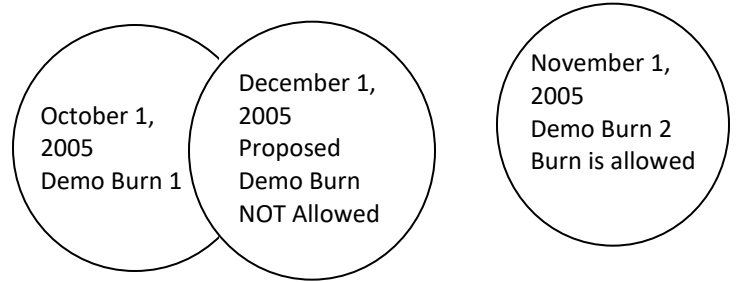 October 1,
2005
Demo Burn 1
December 1,
2005
Proposed
Demo Burn
NOT Allowed
November 1,
2005
Demo Burn 2
Burn is allowed